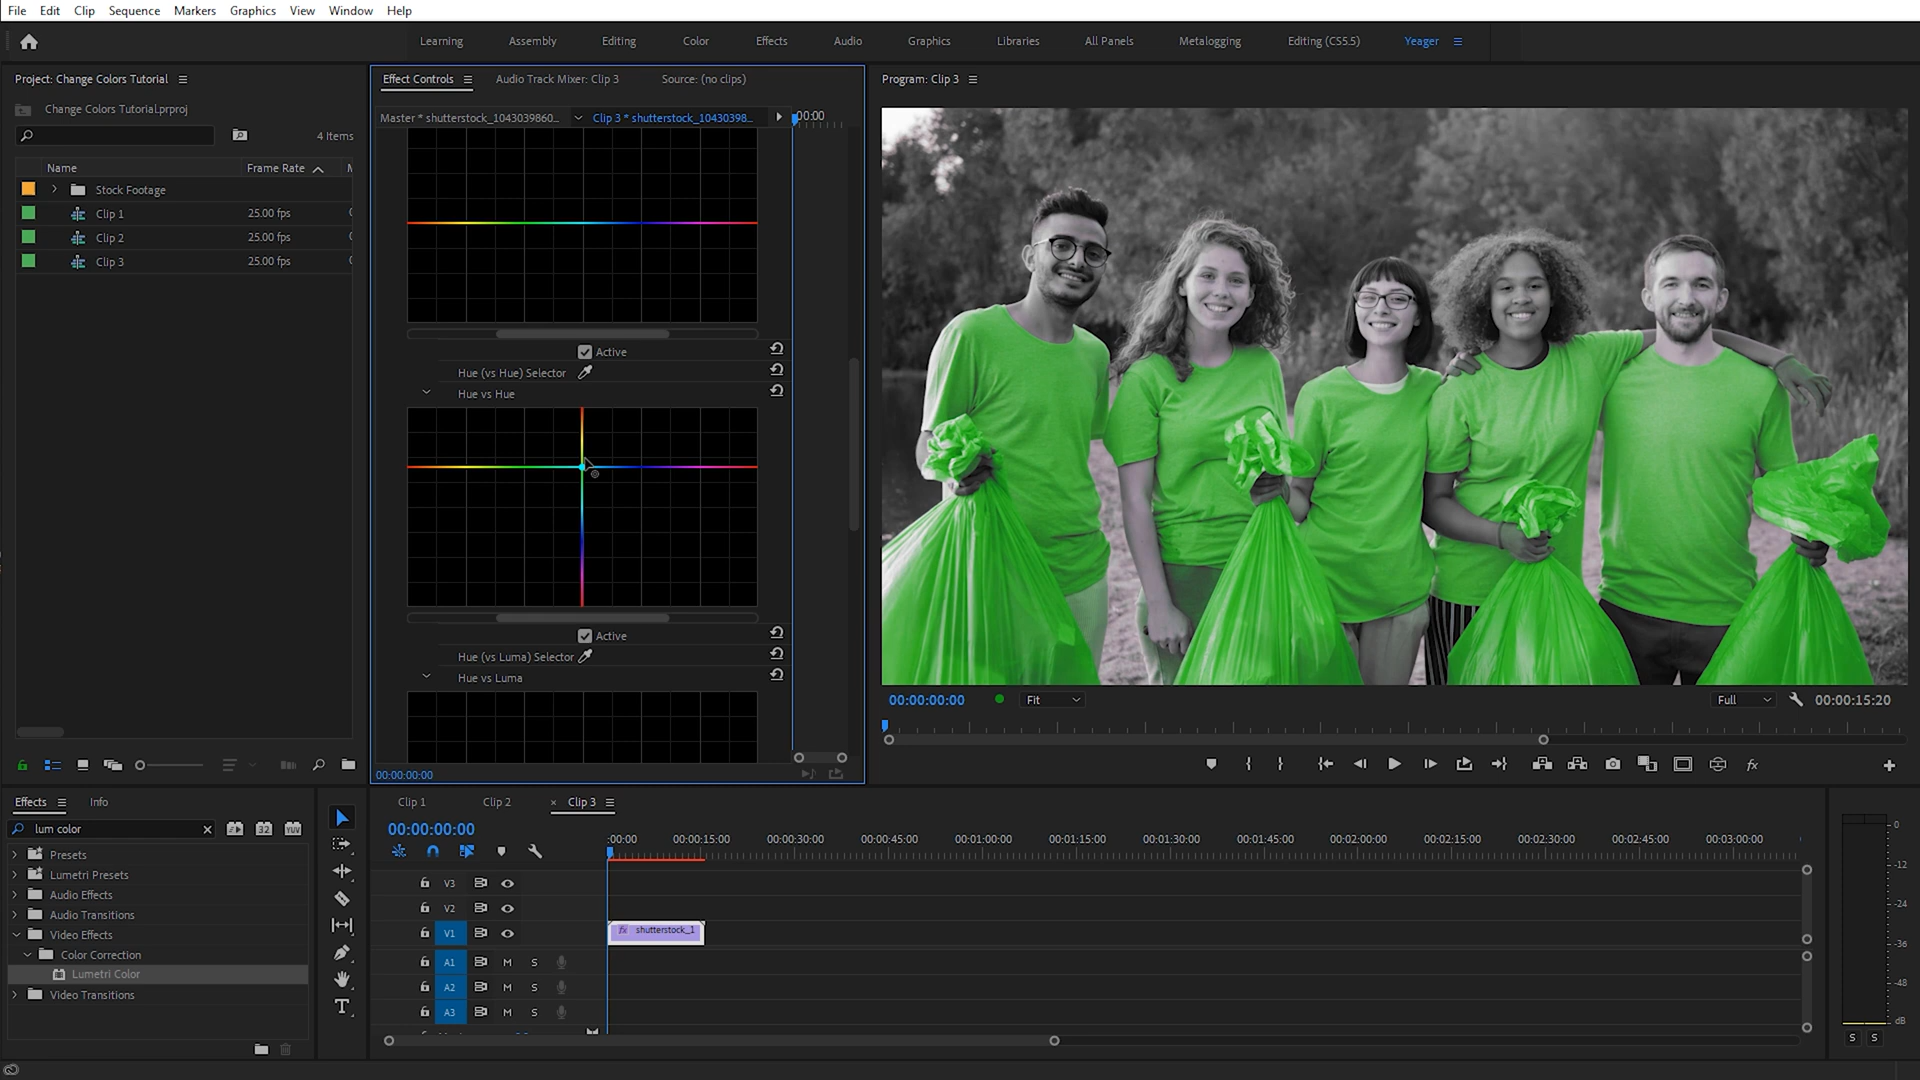 File Edit Clip Sequence Markers Graphics View Window Help
Learning Assembly Editing Color Effects Audio Graphics Libraries All Panels Metalogging Editing (CS5.5) Yeager
Project: Change Colors Tutorial
Change Colors Tutorial.prproj
4 Items
Name Frame Rate
Stock Footage
Clip 1 25.00 fps
Clip 2 25.00 fps
Clip 3 25.00 fps
Effect Controls Audio Track Mixer: Clip 3 Source: (no clips)
Master * shutterstock_1043039860... Clip 3 * shutterstock_10430398... :00:00
Active
Hue (vs Hue) Selector
Hue vs Hue
Active
Hue (vs Luma) Selector
Hue vs Luma
00:00:00:00
Program: Clip 3
00:00:00:00 Fit Full 00:00:15:20
fx
Effects Info
lum color
32 YUV
Presets
Lumetri Presets
Audio Effects
Audio Transitions
Video Effects
Color Correction
Lumetri Color
Video Transitions
T
Clip 1 Clip 2 × Clip 3
00:00:00:00
:00:00 00:00:15:00 00:00:30:00 00:00:45:00 00:01:00:00 00:01:15:00 00:01:30:00 00:01:45:00 00:02:00:00 00:02:15:00 00:02:30:00 00:02:45:00 00:03:00:00
V3
V2
V1 fx shutterstock_1
A1 M S
A2 M S
A3 M S
0
-12
-24
-36
-48
dB
S S